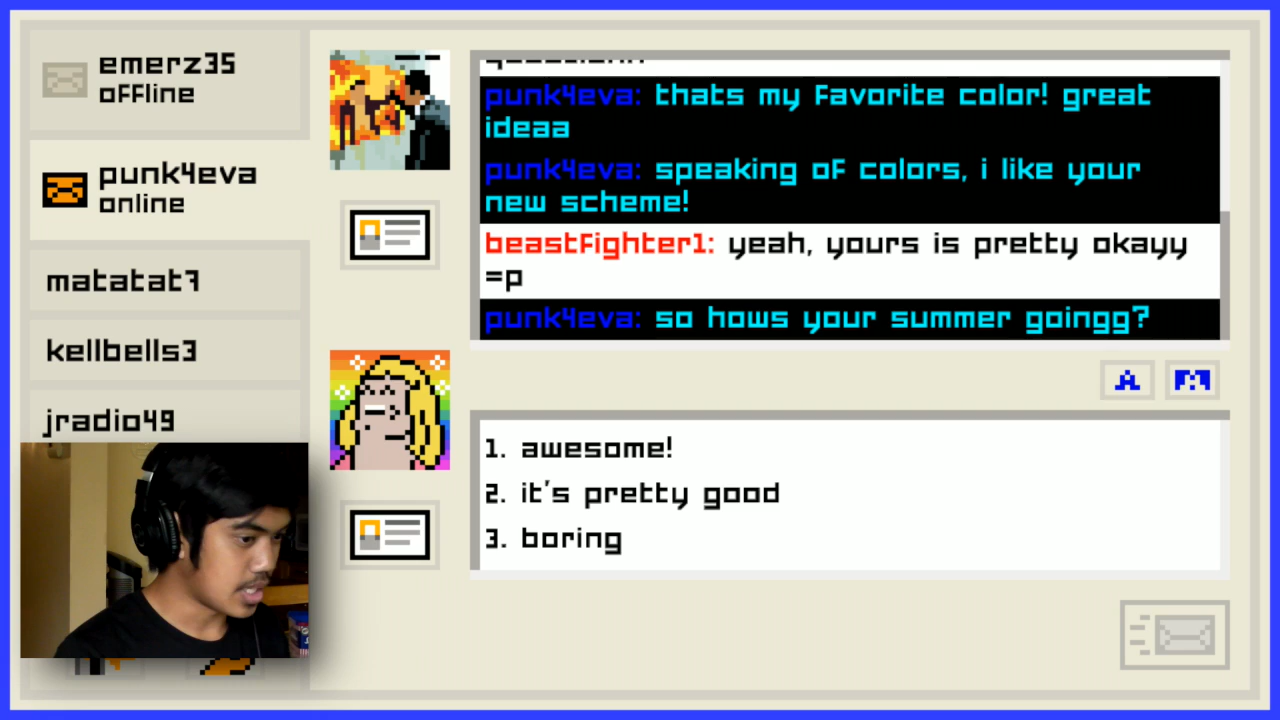 emerz35
offline
punk4eva
online
matatat7
kellbells3
jradio49
punk4eva: thats my favorite color! great
ideaa
punk4eva: speaking of colors, i like your
new scheme!
beastfighter1: yeah, yours is pretty okayy
=p
punk4eva: so hows your summer goingg?
A
1. awesome!
2. it's pretty good
3. boring